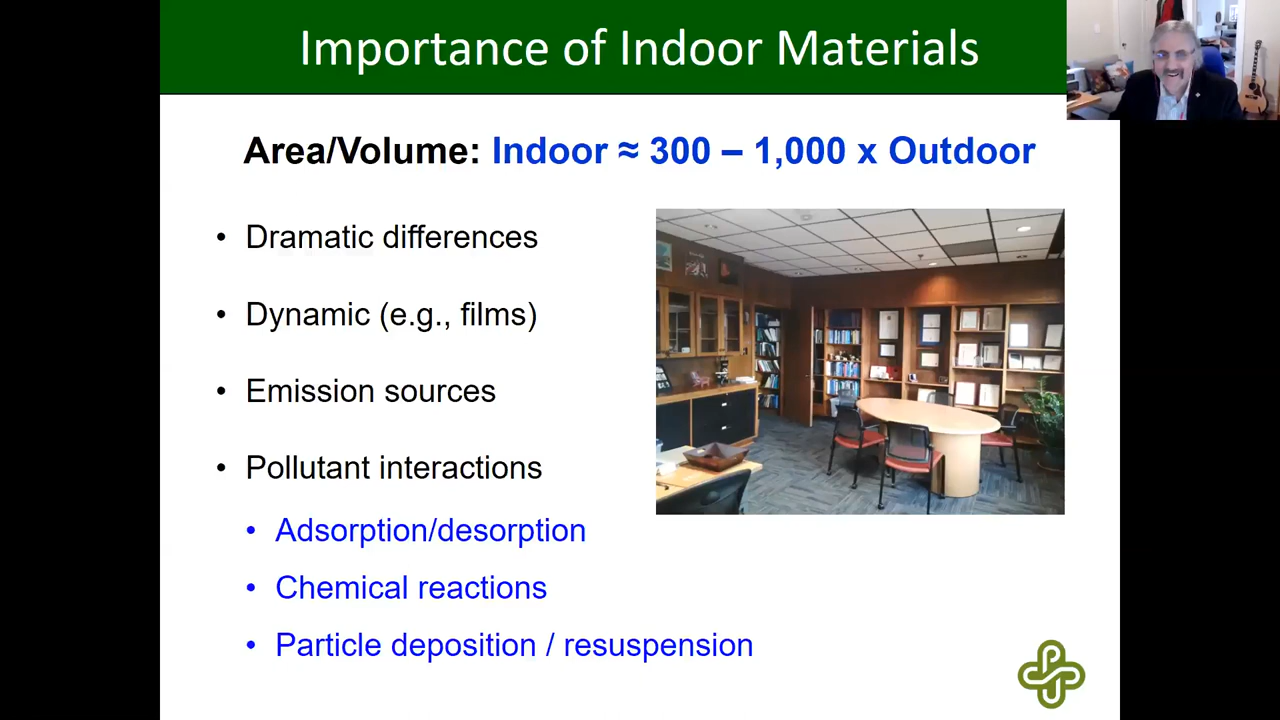 Importance of Indoor Materials
Area/Volume: Indoor ≈ 300 – 1,000 x Outdoor
• Dramatic differences
• Dynamic (e.g., films)
• Emission sources
• Pollutant interactions
• Adsorption/desorption
• Chemical reactions
• Particle deposition / resuspension